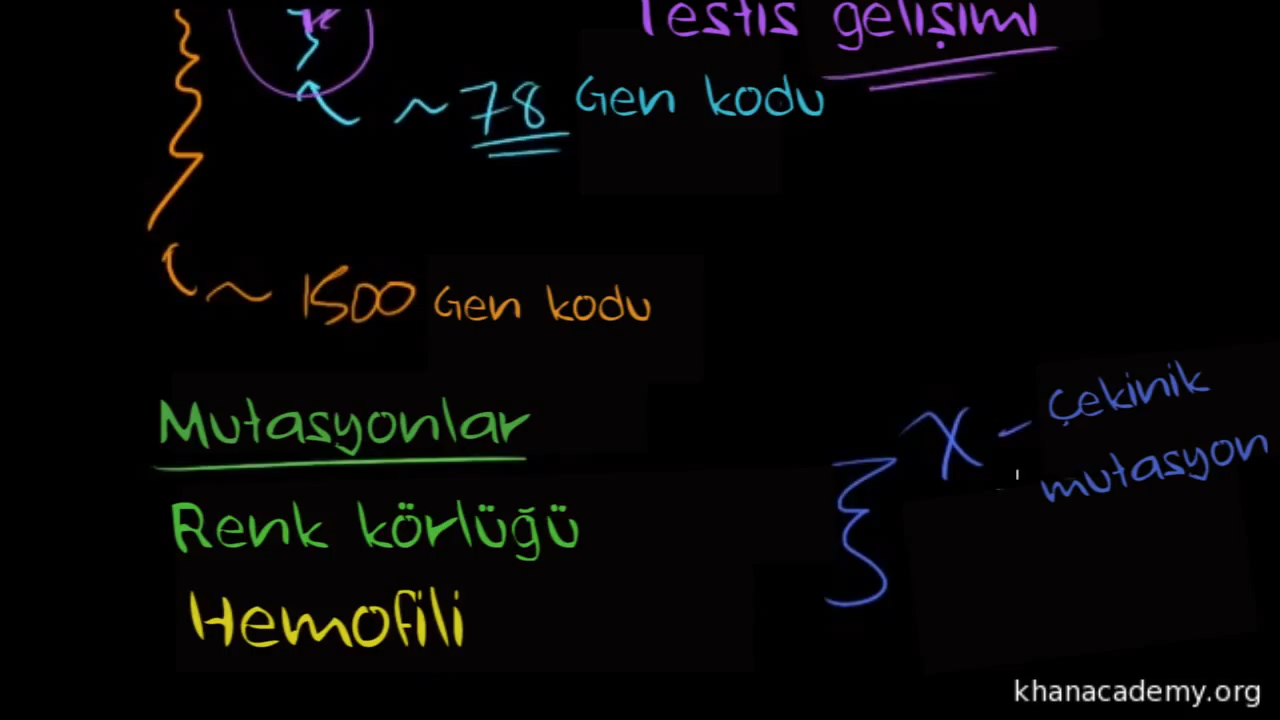 Testis gelişimi
~78 Gen kodu
~ 1500 Gen kodu
Mutasyonlar
X - Çekinik
mutasyon
Renk körlüğü
Hemofili
khanacademy.org